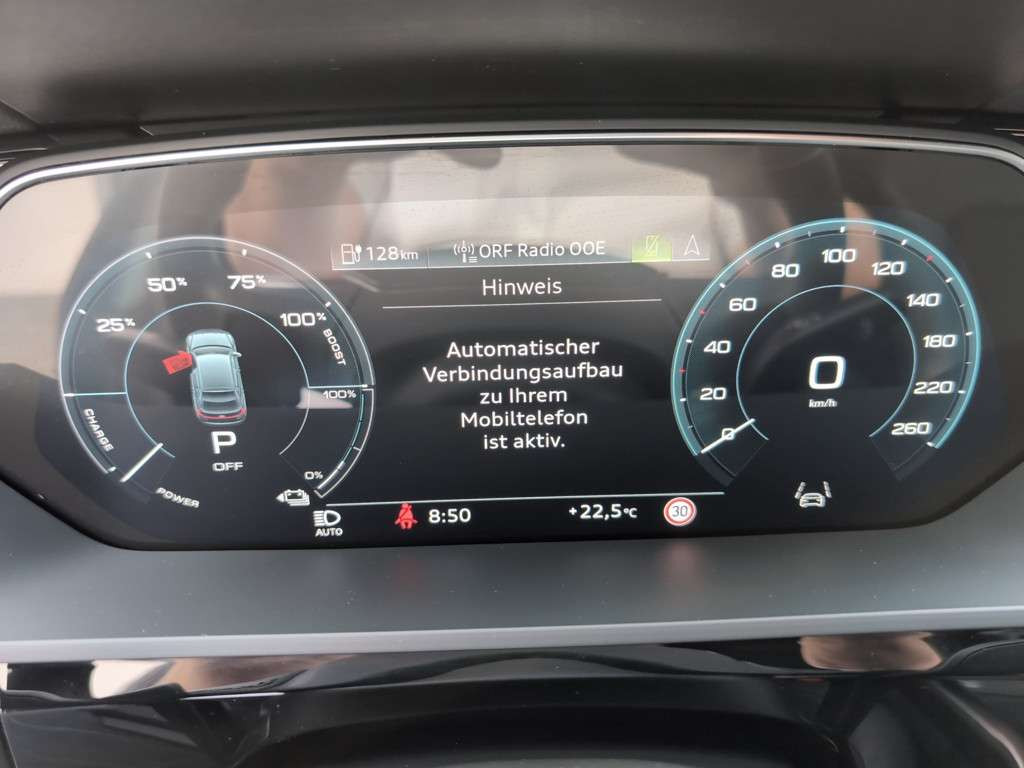 128 km
ORF Radio OOE
Hinweis
Automatischer
Verbindungsaufbau
zu Ihrem
Mobiltelefon
ist aktiv.
25%
50%
75%
100%
BOOST
100%
0%
CHARGE
POWER
P
OFF
0
20
40
60
80
100
120
140
180
220
260
0
km/h
AUTO
8:50
+22,5°C
30